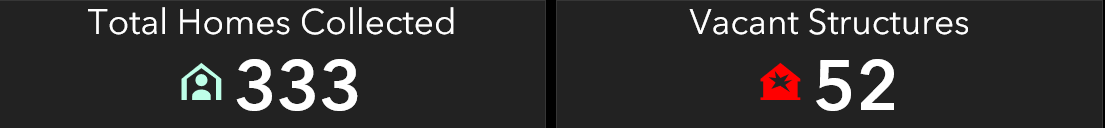 Total Homes Collected
333
Vacant Structures
52